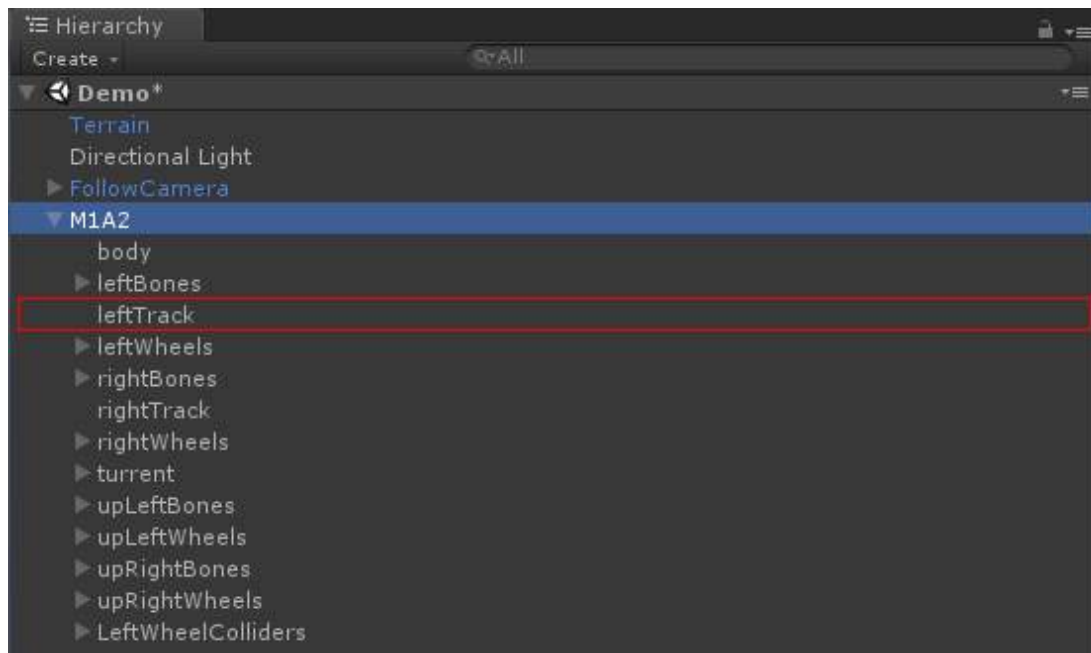 Hierarchy
Create
All
Demo*
Terrain
Directional Light
FollowCamera
M1A2
body
leftBones
leftTrack
leftWheels
rightBones
rightTrack
rightWheels
turrent
upLeftBones
upLeftWheels
upRightBones
upRightWheels
LeftWheelColliders